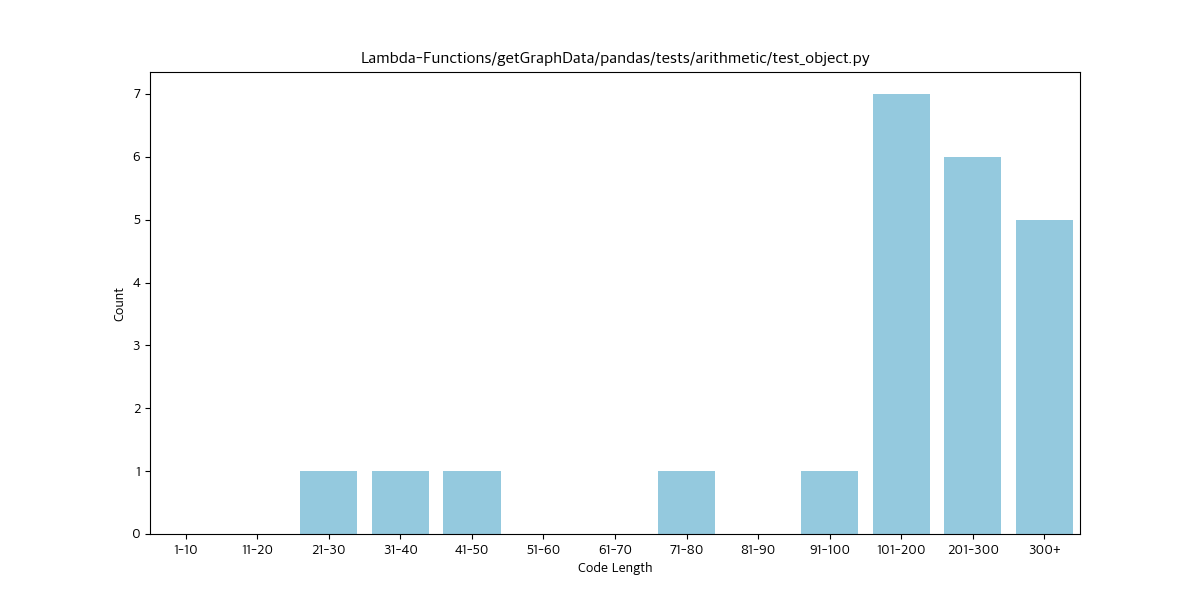 Lambda-Functions/getGraphData/pandas/tests/arithmetic/test_object.py
7
6
5
4
3
2
1
0
Count
1-10 11-20 21-30 31-40 41-50 51-60 61-70 71-80 81-90 91-100 101-200 201-300 300+
Code Length